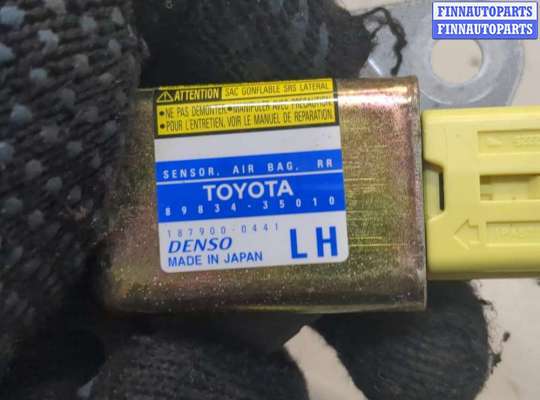 FINNAUTOPARTS
FINNAUTOPARTS
ATTENTION SAC GONFLABLE SRS LATERAL
•NE PAS DEMONTER •MANIPULER AVEC PRECAUTION
•POUR L'ENTRETIEN, VOIR LE MANUEL DE REPARATION.
SENSOR, AIR BAG, RR
TOYOTA
89834-35010
187900-0441
DENSO
LH
MADE IN JAPAN